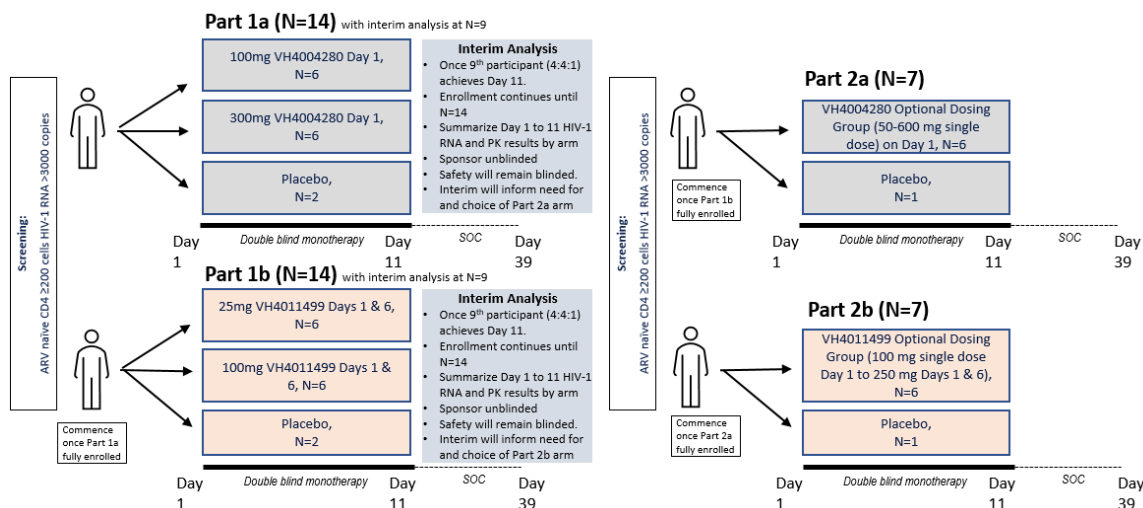 Screening:
ARV naïve CD4 ≥200 cells HIV-1 RNA >3000 copies
Part 1a (N=14) with interim analysis at N=9
100mg VH4004280 Day 1,
N=6
300mg VH4004280 Day 1,
N=6
Placebo,
N=2
Interim Analysis
• Once 9th participant (4:4:1)
achieves Day 11.
• Enrollment continues until
N=14
• Summarize Day 1 to 11 HIV-1
RNA and PK results by arm
• Sponsor unblinded
• Safety will remain blinded.
• Interim will inform need for
and choice of Part 2a arm
Day
1
Double blind monotherapy
Day
11
SOC
Day
39
Part 1b (N=14) with interim analysis at N=9
Commence
once Part 1a
fully enrolled
25mg VH4011499 Days 1 & 6,
N=6
100mg VH4011499 Days 1 &
6, N=6
Placebo,
N=2
Interim Analysis
• Once 9th participant (4:4:1)
achieves Day 11.
• Enrollment continues until
N=14
• Summarize Day 1 to 11 HIV-1
RNA and PK results by arm
• Sponsor unblinded
• Safety will remain blinded.
• Interim will inform need for
and choice of Part 2b arm
Day
1
Double blind monotherapy
Day
11
SOC
Day
39
Screening:
ARV naïve CD4 ≥200 cells HIV-1 RNA >3000 copies
Part 2a (N=7)
Commence
once Part 1b
fully enrolled
VH4004280 Optional Dosing
Group (50-600 mg single
dose) on Day 1, N=6
Placebo,
N=1
Day
1
Double blind monotherapy
Day
11
SOC
Day
39
Part 2b (N=7)
Commence
once Part 2a
fully enrolled
VH4011499 Optional Dosing
Group (100 mg single dose
Day 1 to 250 mg Days 1 & 6),
N=6
Placebo,
N=1
Day
1
Double blind monotherapy
Day
11
SOC
Day
39